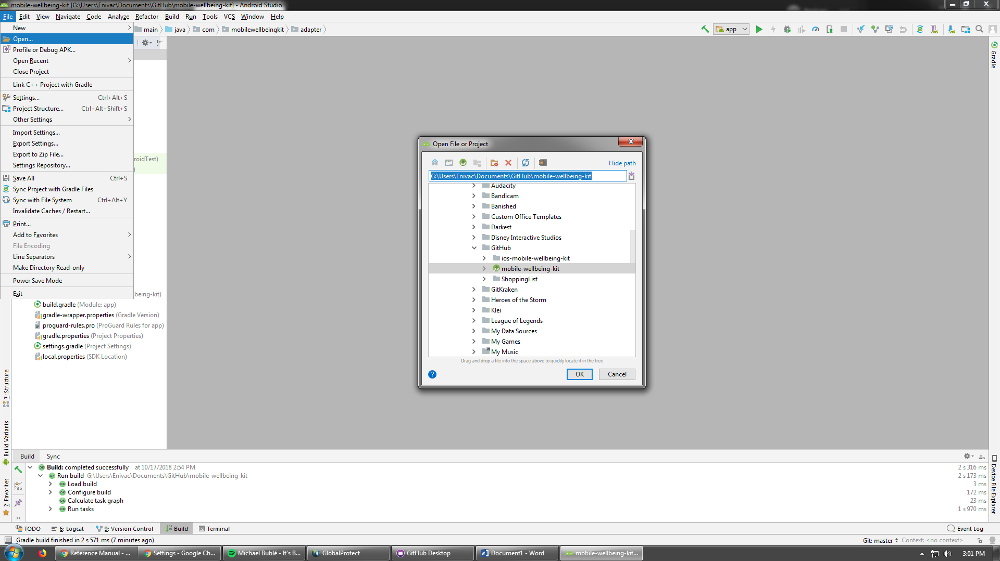 mobile-wellbeing-kit [G:\Users\Enivac\Documents\GitHub\mobile-wellbeing-kit] - Android Studio
File Edit View Navigate Code Analyze Refactor Build Run Tools VCS Window Help
main java com mobilewellbeingkit adapter
app
New
Open...
Profile or Debug APK...
Open Recent
Close Project
Link C++ Project with Gradle
Settings... Ctrl+Alt+S
Project Structure... Ctrl+Alt+Shift+S
Other Settings
Import Settings...
Export Settings...
Export to Zip File...
Settings Repository...
Save All Ctrl+S
Sync Project with Gradle Files
Sync with File System Ctrl+Alt+Y
Invalidate Caches / Restart...
Print...
Add to Favorites
File Encoding
Line Separators
Make Directory Read-only
Power Save Mode
Exit
roidTest)
)
being-kit)
build.gradle (Module: app)
gradle-wrapper.properties (Gradle Version)
proguard-rules.pro (ProGuard Rules for app)
gradle.properties (Project Properties)
settings.gradle (Project Settings)
local.properties (SDK Location)
7: Structure
Build Variants
2: Favorites
Gradle
Device File Explorer
Open File or Project
Hide path
G:\Users\Enivac\Documents\GitHub\mobile-wellbeing-kit
Audacity
Bandicam
Banished
Custom Office Templates
Darkest
Disney Interactive Studios
GitHub
ios-mobile-wellbeing-kit
mobile-wellbeing-kit
ShoppingList
GitKraken
Heroes of the Storm
Klei
League of Legends
My Data Sources
My Games
My Music
Drag and drop a file into the space above to quickly locate it in the tree
? OK Cancel
Build Sync
Build: completed successfully at 10/17/2018 2:54 PM 2 s 316 ms
Run build G:\Users\Enivac\Documents\GitHub\mobile-wellbeing-kit 2 s 173 ms
Load build 3 ms
Configure build 172 ms
Calculate task graph 23 ms
Run tasks 1 s 970 ms
TODO 6: Logcat 9: Version Control Build Terminal Event Log
Gradle build finished in 2 s 571 ms (7 minutes ago) Git: master Context: <no context>
Reference Manual - ... Settings - Google Ch... Michael Bublé - It's B... GlobalProtect GitHub Desktop Document1 - Word mobile-wellbeing-kit... 3:01 PM